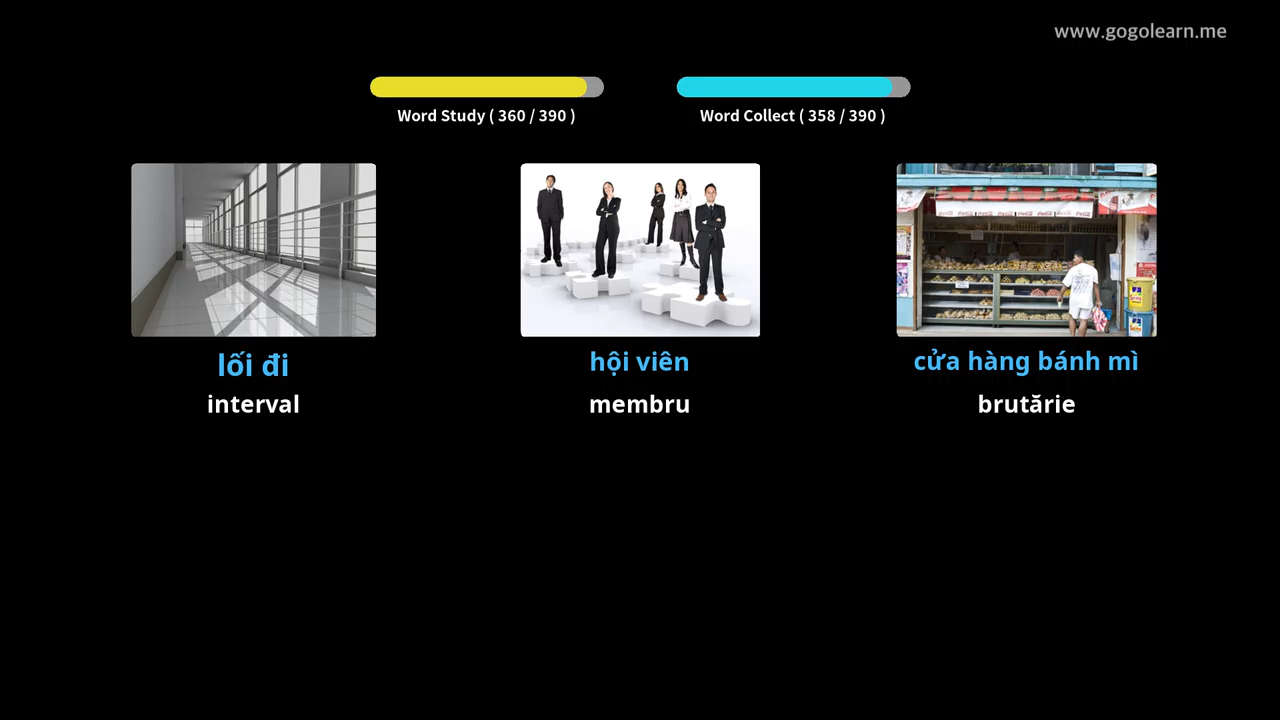 www.gogolearn.me
Word Study ( 360 / 390 )
Word Collect ( 358 / 390 )
lối đi
hội viên
cửa hàng bánh mì
interval
membru
brutărie